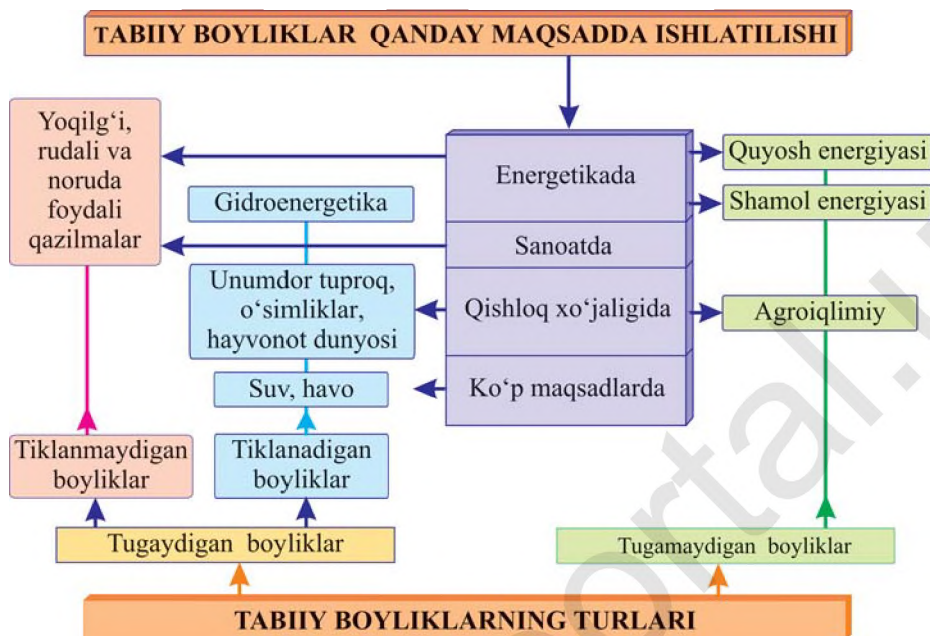 TABIIY BOYLIKLAR QANDAY MAQSADDA ISHLATILISHI
Yoqilg‘i,
rudali va
noruda
foydali
qazilmalar
Gidroenergetika
Unumdor tuproq,
o‘simliklar,
hayvonot dunyosi
Suv, havo
Energetikada
Sanoatda
Qishloq xo‘jaligida
Ko‘p maqsadlarda
Quyosh energiyasi
Shamol energiyasi
Agroiqlimiy
Tiklanmaydigan
boyliklar
Tiklanadigan
boyliklar
Tugaydigan boyliklar
Tugamaydigan boyliklar
TABIIY BOYLIKLARNING TURLARI